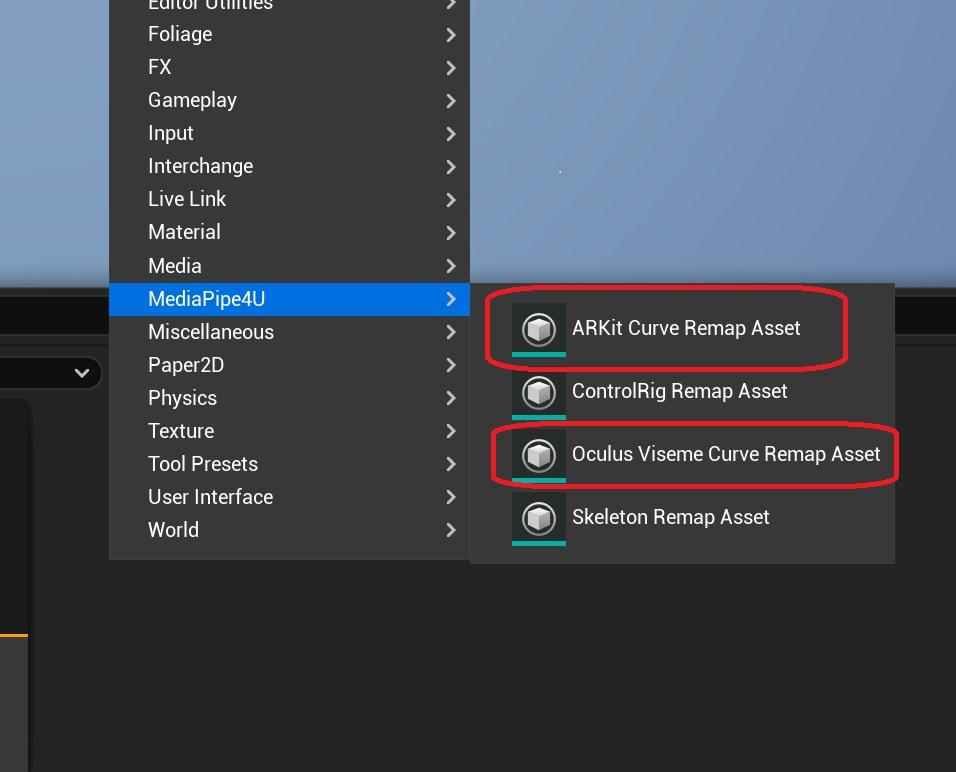 Editor Utilities
Foliage
FX
Gameplay
Input
Interchange
Live Link
Material
Media
MediaPipe4U
Miscellaneous
Paper2D
Physics
Texture
Tool Presets
User Interface
World
ARKit Curve Remap Asset
ControlRig Remap Asset
Oculus Viseme Curve Remap Asset
Skeleton Remap Asset